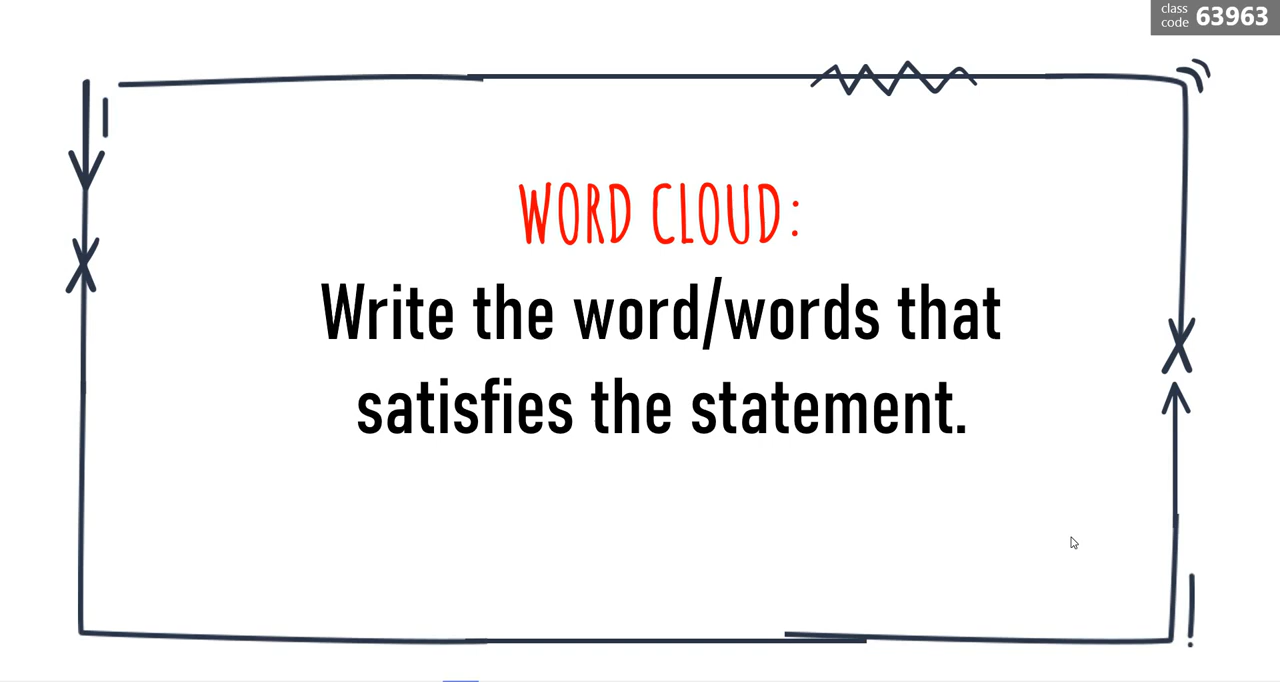 class
code 63963
WORD CLOUD:
Write the word/words that
satisfies the statement.